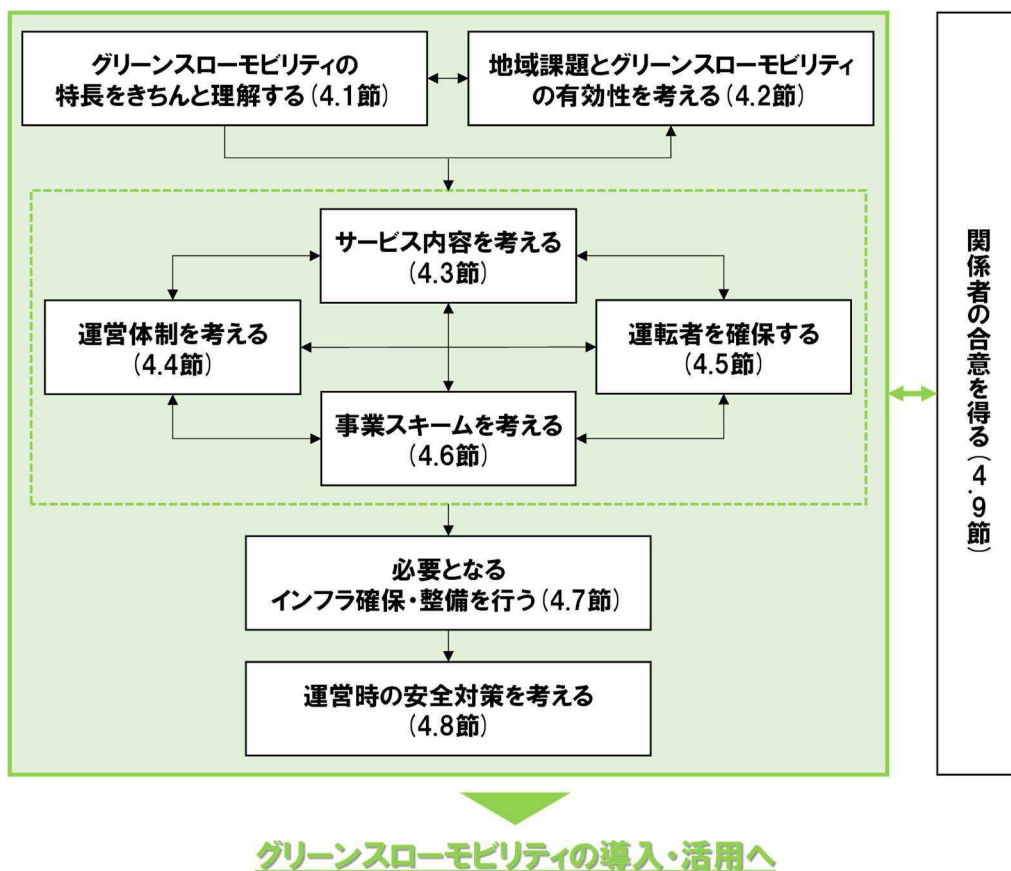 グリーンスローモビリティの
特長をきちんと理解する(4.1節)
地域課題とグリーンスローモビリティ
の有効性を考える(4.2節)
サービス内容を考える
(4.3節)
運営体制を考える
(4.4節)
運転者を確保する
(4.5節)
事業スキームを考える
(4.6節)
必要となる
インフラ確保・整備を行う(4.7節)
運営時の安全対策を考える
(4.8節)
関係者の合意を得る(4.9節)
グリーンスローモビリティの導入・活用へ